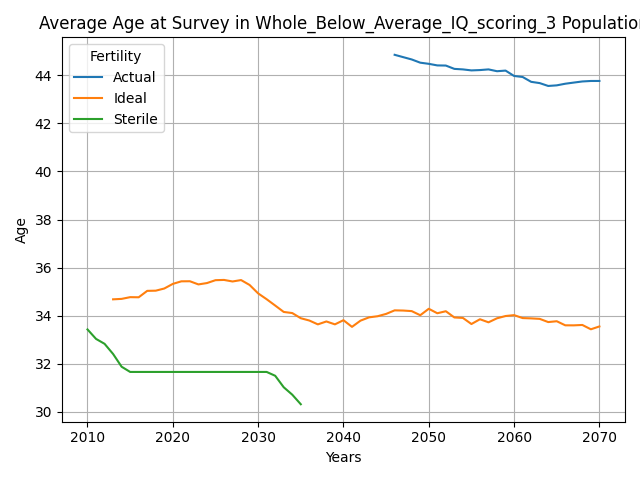 Average Age at Survey in Whole_Below_Average_IQ_scoring_3 Population
Fertility
Actual
Ideal
Sterile
44
42
40
38
36
34
32
30
Age
2010 2020 2030 2040 2050 2060 2070
Years